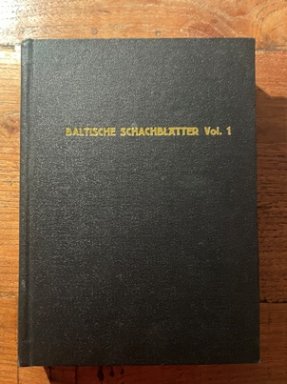 BALTISCHE SCHACHBLÄTTER Vol. 1